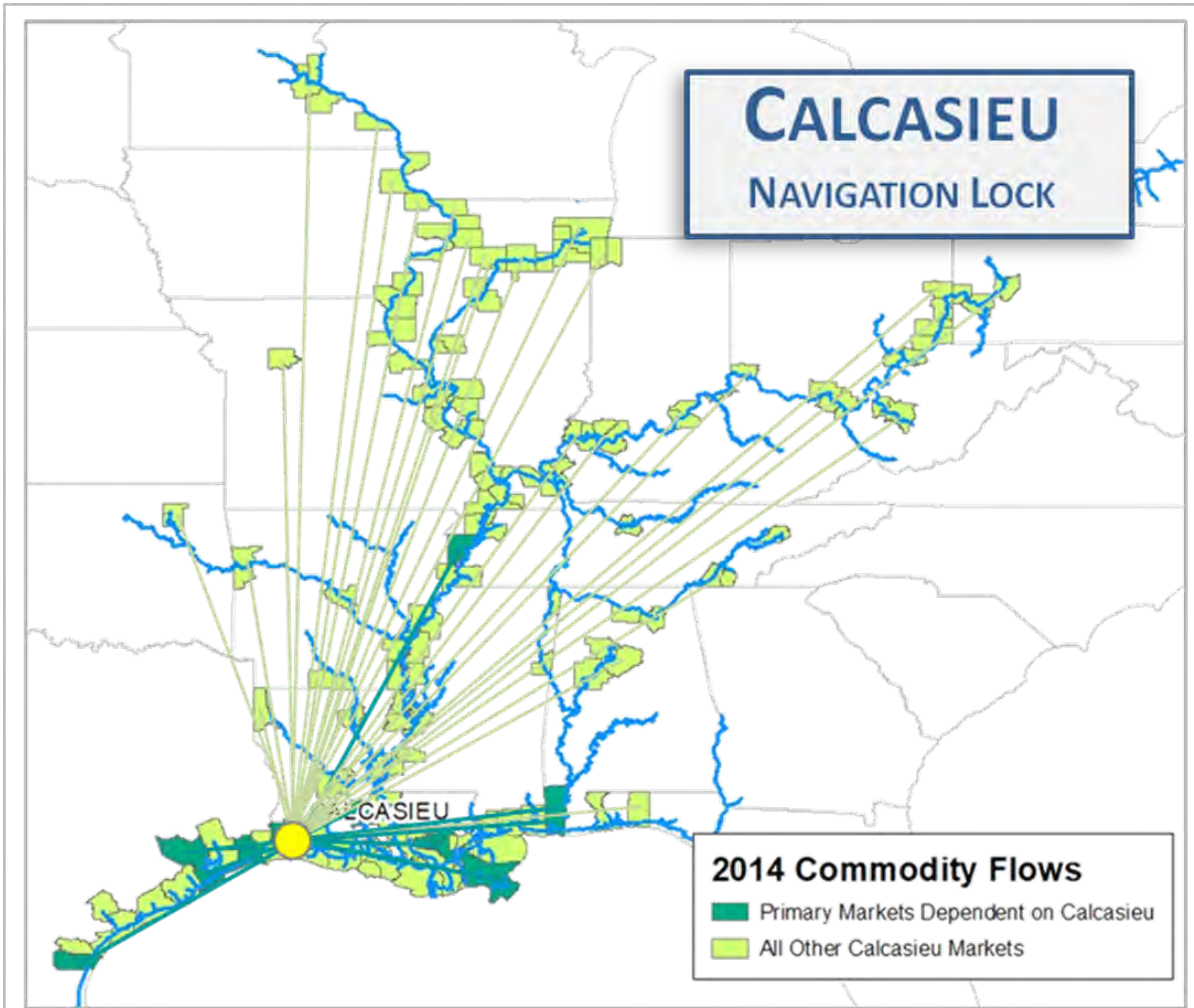 CALCASIEU
NAVIGATION LOCK
CALCASIEU
2014 Commodity Flows
Primary Markets Dependent on Calcasieu
All Other Calcasieu Markets